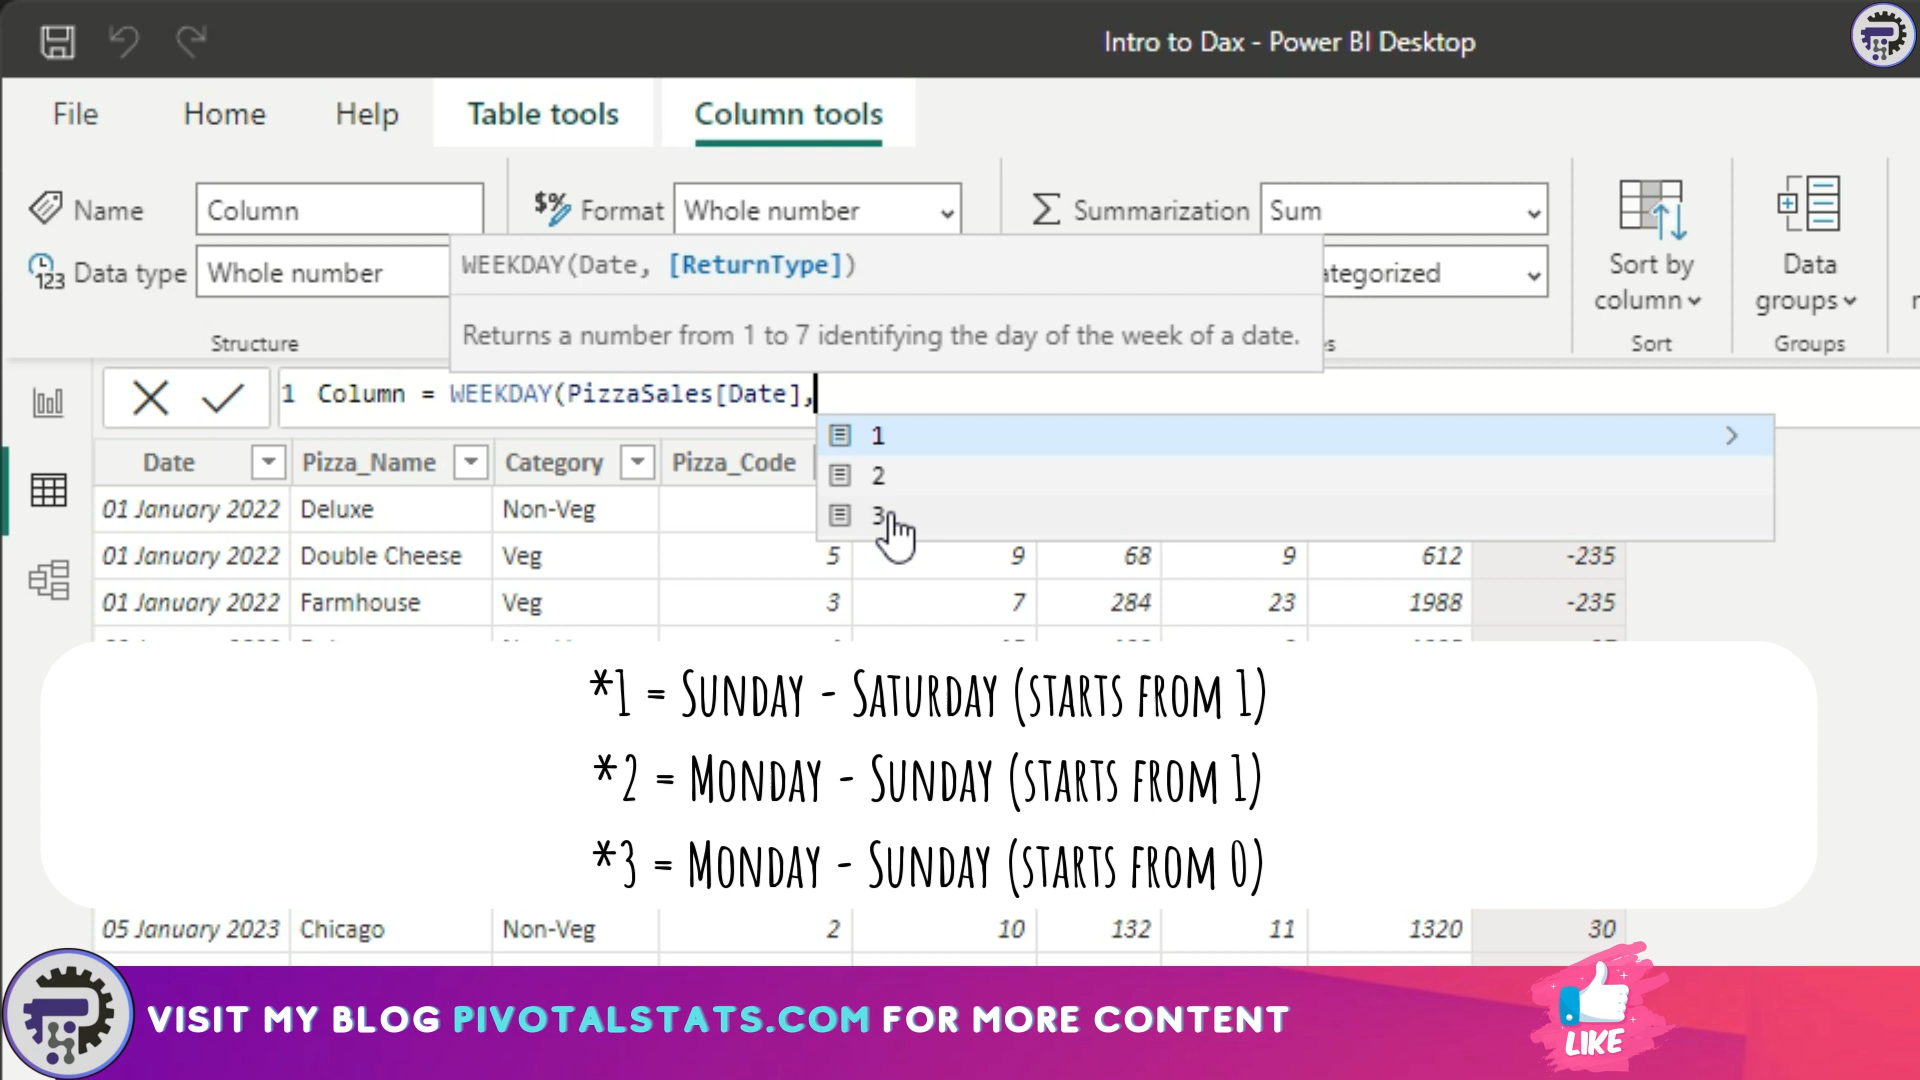 Intro to Dax - Power BI Desktop
File Home Help Table tools Column tools
Name Column $% Format Whole number Summarization Sum
123 Data type Whole number WEEKDAY(Date, [ReturnType]) ategorized
Sort by column
Data groups
Returns a number from 1 to 7 identifying the day of the week of a date.
Structure Sort Groups
1 Column = WEEKDAY(PizzaSales[Date],
1
2
3
Date Pizza_Name Category Pizza_Code
01 January 2022 Deluxe Non-Veg
01 January 2022 Double Cheese Veg 5 9 68 9 612 -235
01 January 2022 Farmhouse Veg 3 7 284 23 1988 -235
*1 = Sunday - Saturday (starts from 1)
*2 = Monday - Sunday (starts from 1)
*3 = Monday - Sunday (starts from 0)
05 January 2023 Chicago Non-Veg 2 10 132 11 1320 30
VISIT MY BLOG PIVOTALSTATS.COM FOR MORE CONTENT
LIKE